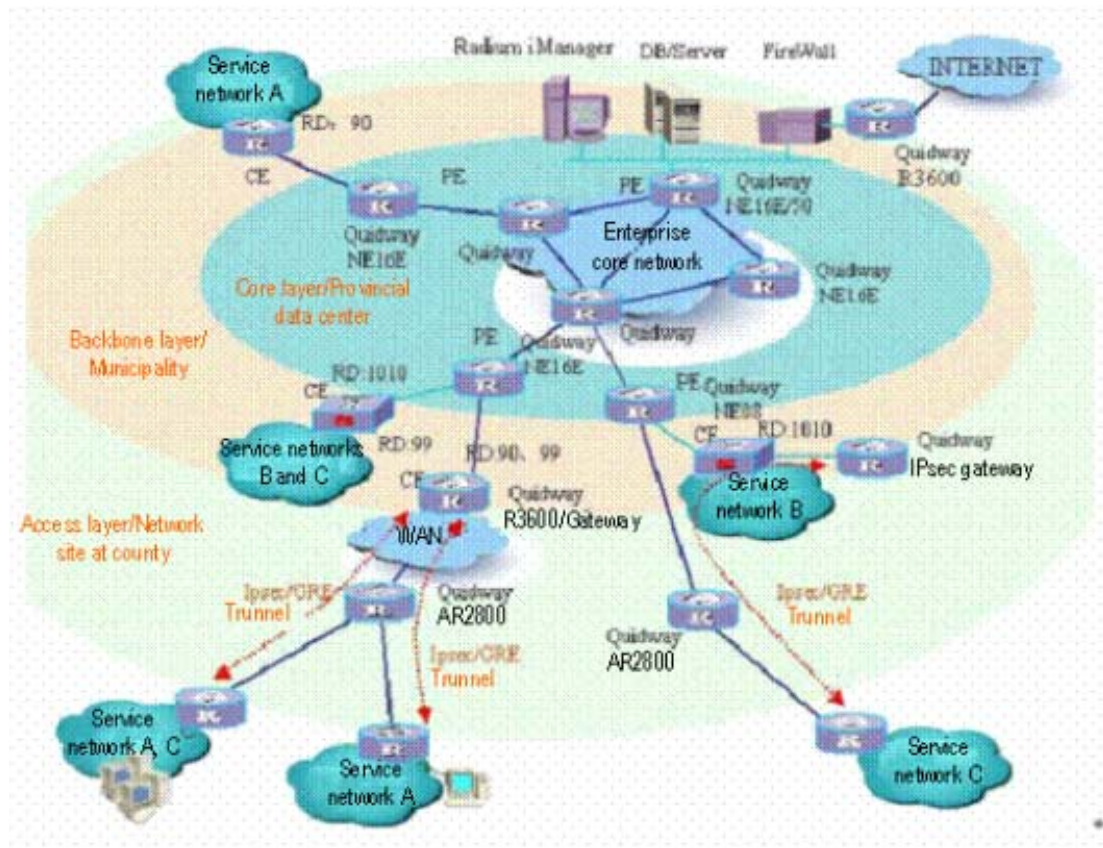 Radium iManager
DB/Server
FireWall
INTERNET
Service
network A
RD: 90
CE
PE
PE
Quidway
R3600
Quidway
NE16E/50
Quidway
NE16E
Quidway
Enterprise
core network
Quidway
NE16E
Core layer/Provincial
data center
Quidway
Backbone layer/
Municipality
PE
Quidway
NE16E
CE
RD:1010
PE
Quidway
NE08
CE
RD:1010
RD:99
Service networks
B and C
RD:90、99
Quidway
IPsec gateway
CE
Quidway
R3600/Gateway
Service
network B
Access layer/Network
site at county
WAN
Ipsec/GRE
Trunnel
Quidway
AR2800
Ipsec/GRE
Trunnel
Ipsec/GRE
Trunnel
Quidway
AR2800
Service
network A, C
Service
network A
Service
network C